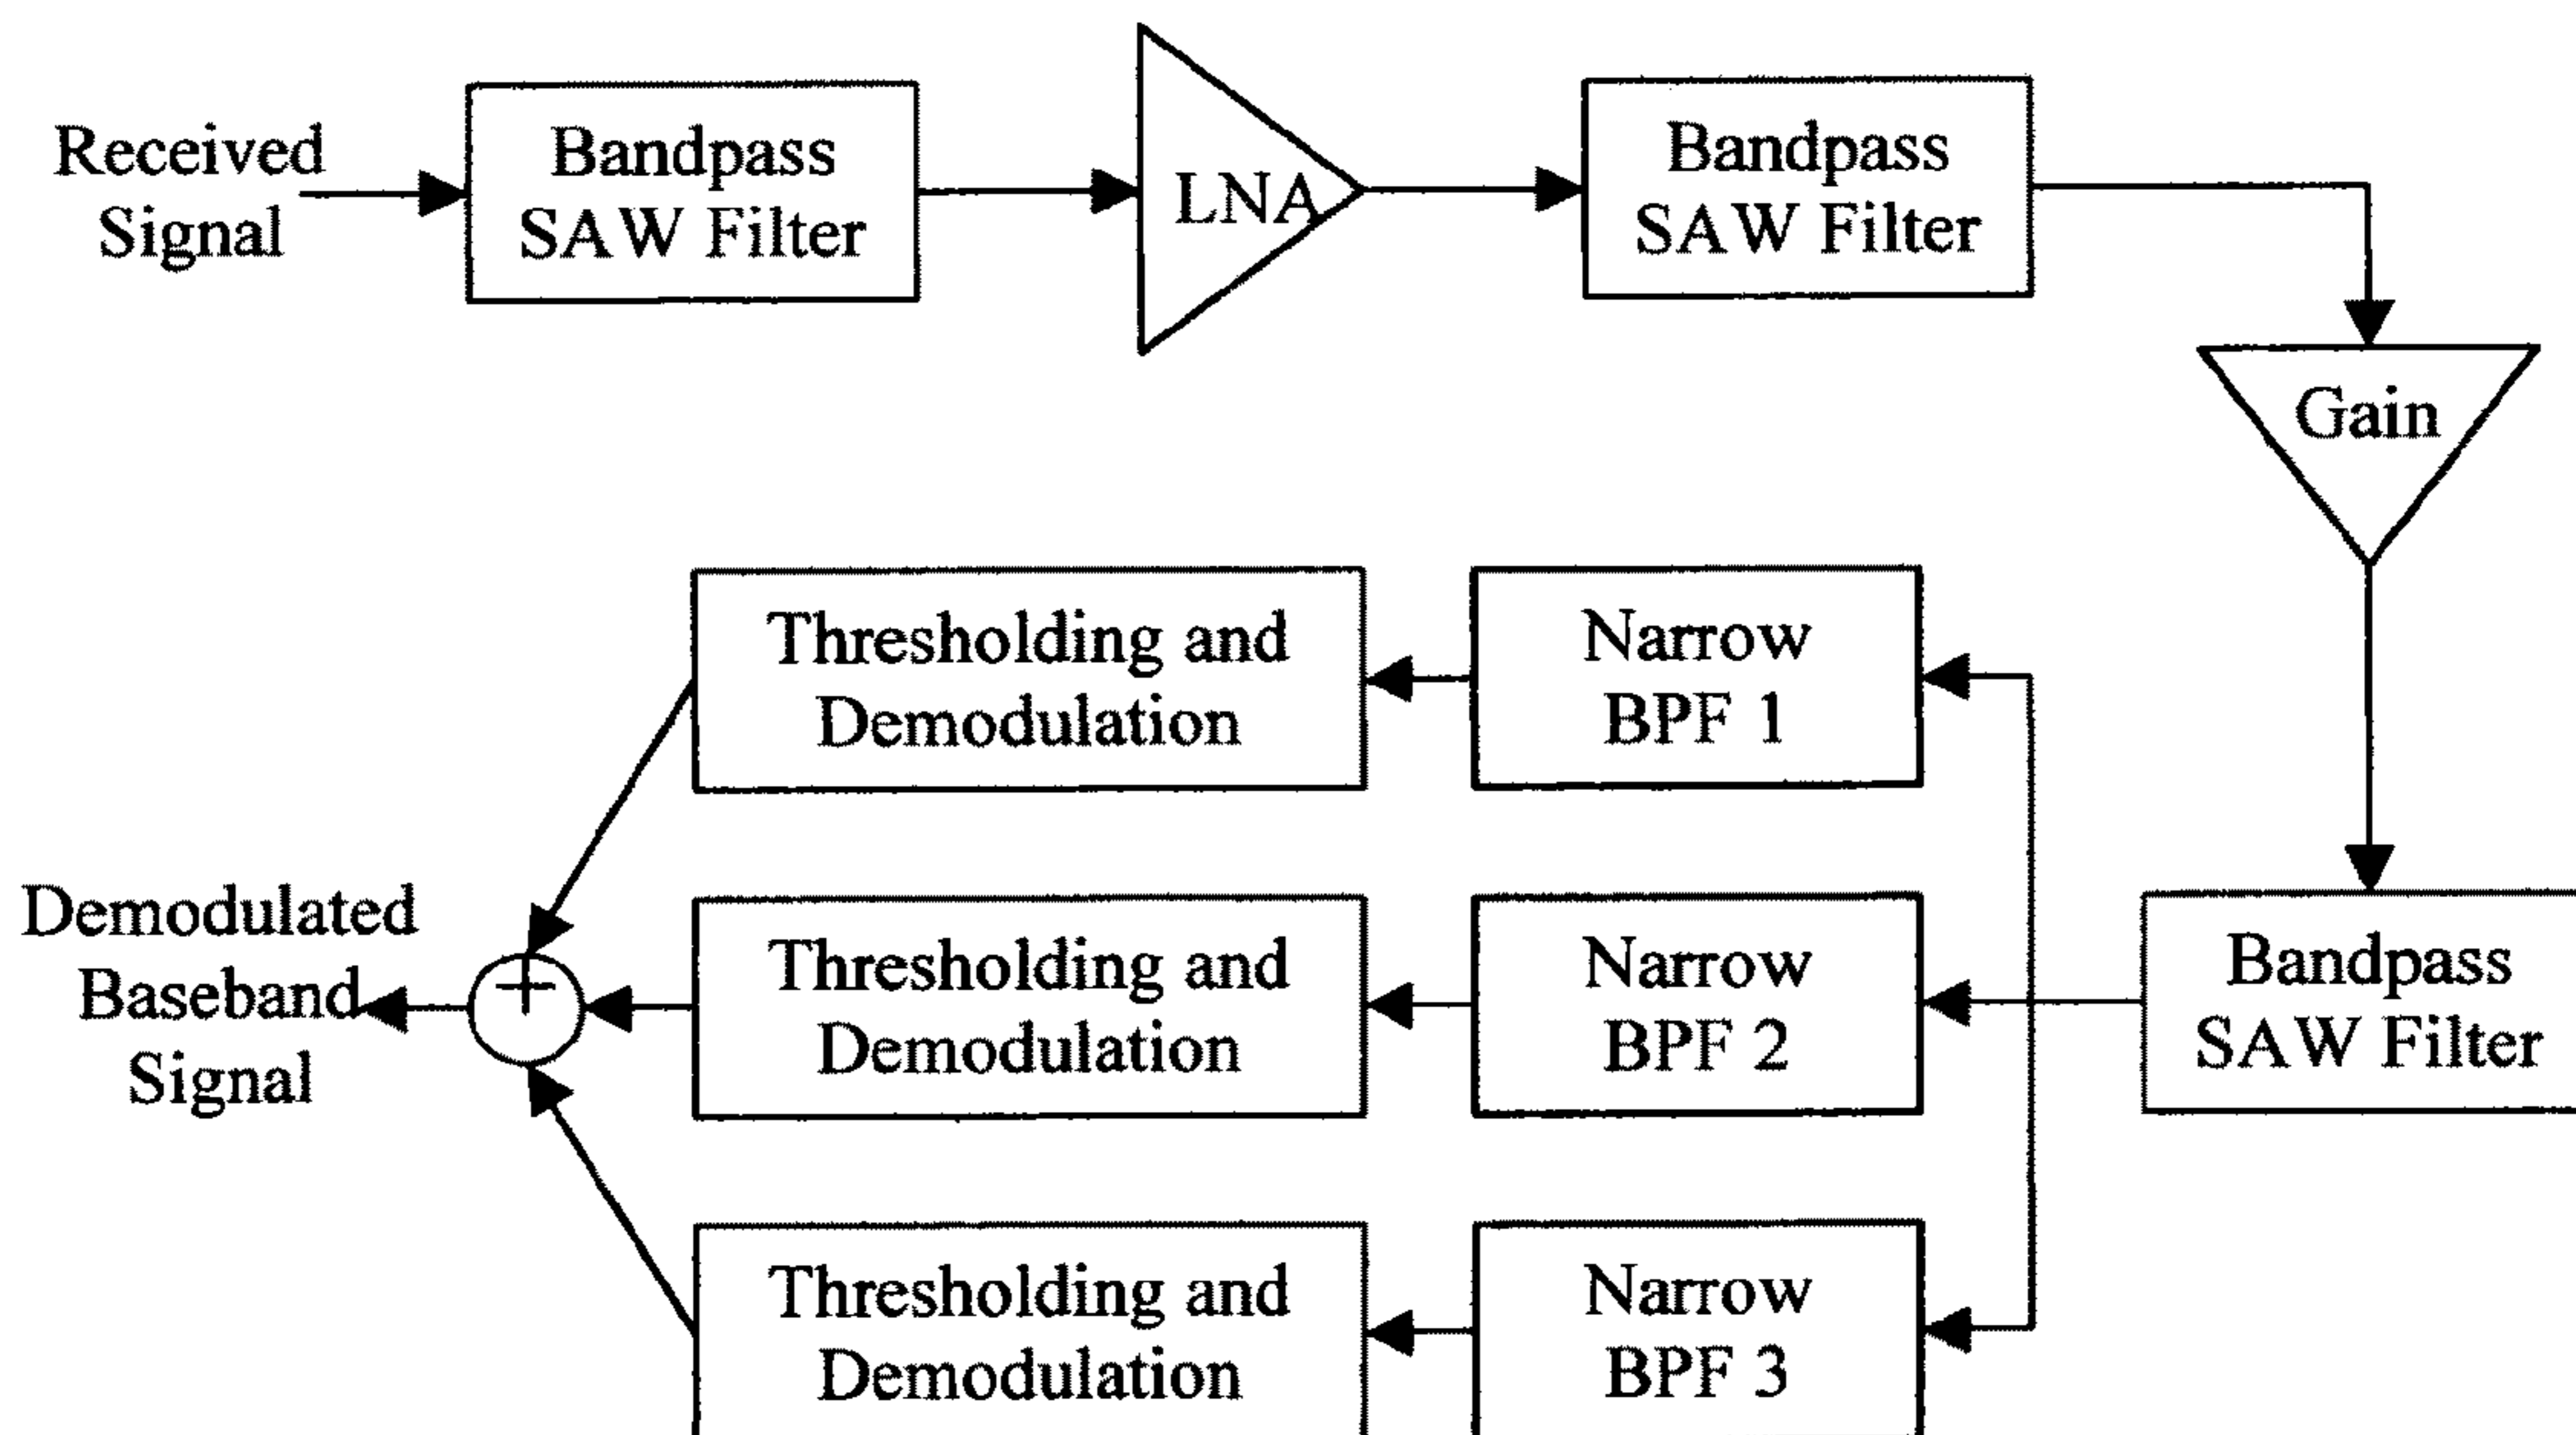 Received
Signal
Bandpass
SAW Filter
LNA
Bandpass
SAW Filter
Gain
Thresholding and
Demodulation
Narrow
BPF 1
Demodulated
Baseband
Signal
+
Thresholding and
Demodulation
Narrow
BPF 2
Bandpass
SAW Filter
Thresholding and
Demodulation
Narrow
BPF 3